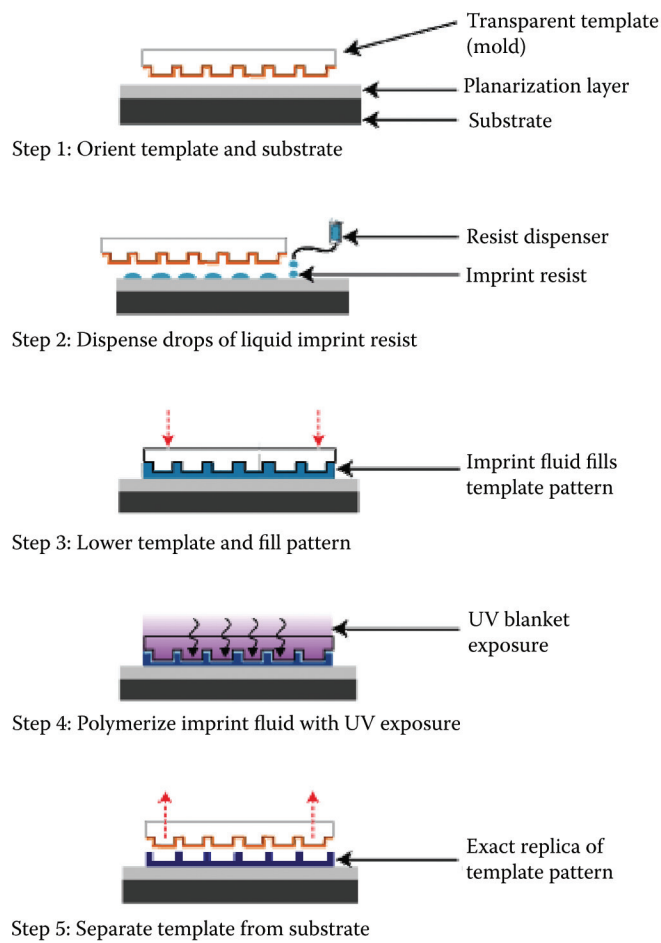 Transparent template
(mold)
Planarization layer
Substrate
Step 1: Orient template and substrate
Resist dispenser
Imprint resist
Step 2: Dispense drops of liquid imprint resist
Imprint fluid fills
template pattern
Step 3: Lower template and fill pattern
UV blanket
exposure
Step 4: Polymerize imprint fluid with UV exposure
Exact replica of
template pattern
Step 5: Separate template from substrate